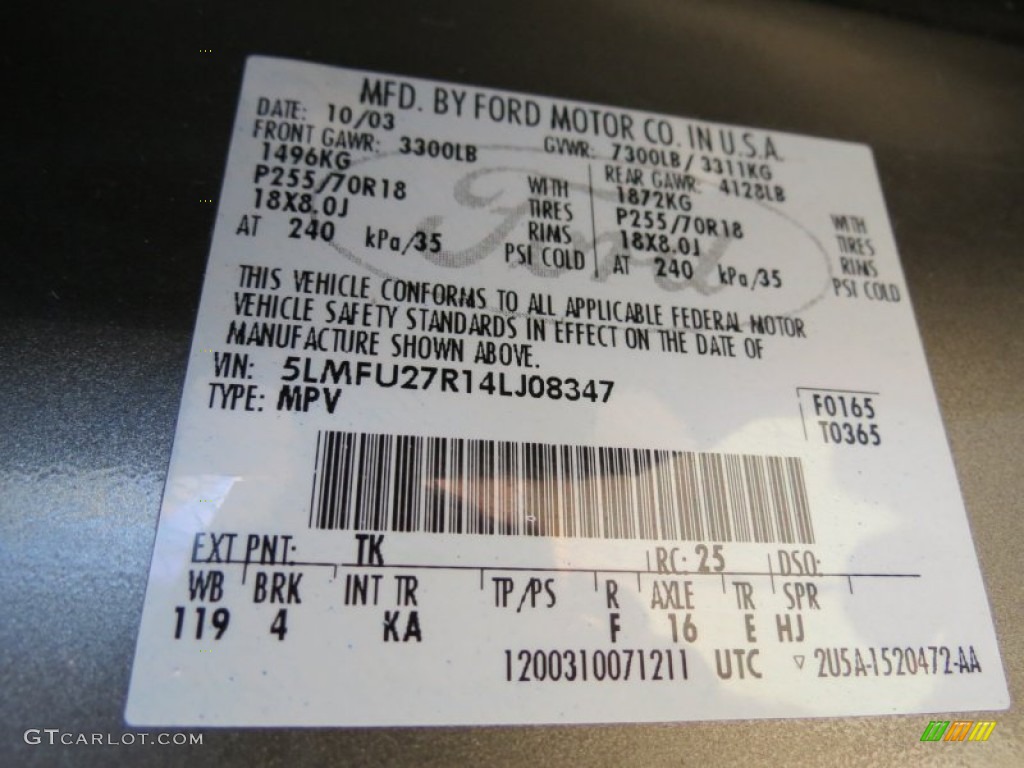 MFD. BY FORD MOTOR CO. IN U.S.A.
DATE: 10/03 GVWR: 7300LB / 3311KG
FRONT GAWR: 3300LB REAR GAWR: 4128LB
1496KG WITH 1872KG WITH
P255/70R18 TIRES P255/70R18 TIRES
18X8.0J RIMS 18X8.0J RIMS
AT 240 kPa/35 PSI COLD AT 240 kPa/35 PSI COLD
Ford
THIS VEHICLE CONFORMS TO ALL APPLICABLE FEDERAL MOTOR
VEHICLE SAFETY STANDARDS IN EFFECT ON THE DATE OF
MANUFACTURE SHOWN ABOVE.
VIN: 5LMFU27R14LJ08347
TYPE: MPV
F0165
T0365
EXT PNT: TK RC: 25 DSO:
WB BRK INT TR TP/PS R AXLE TR SPR
119 4 KA F 16 E HJ
1200310071211 UTC ▽ 2U5A-1520472-AA
GTCARLOT.COM